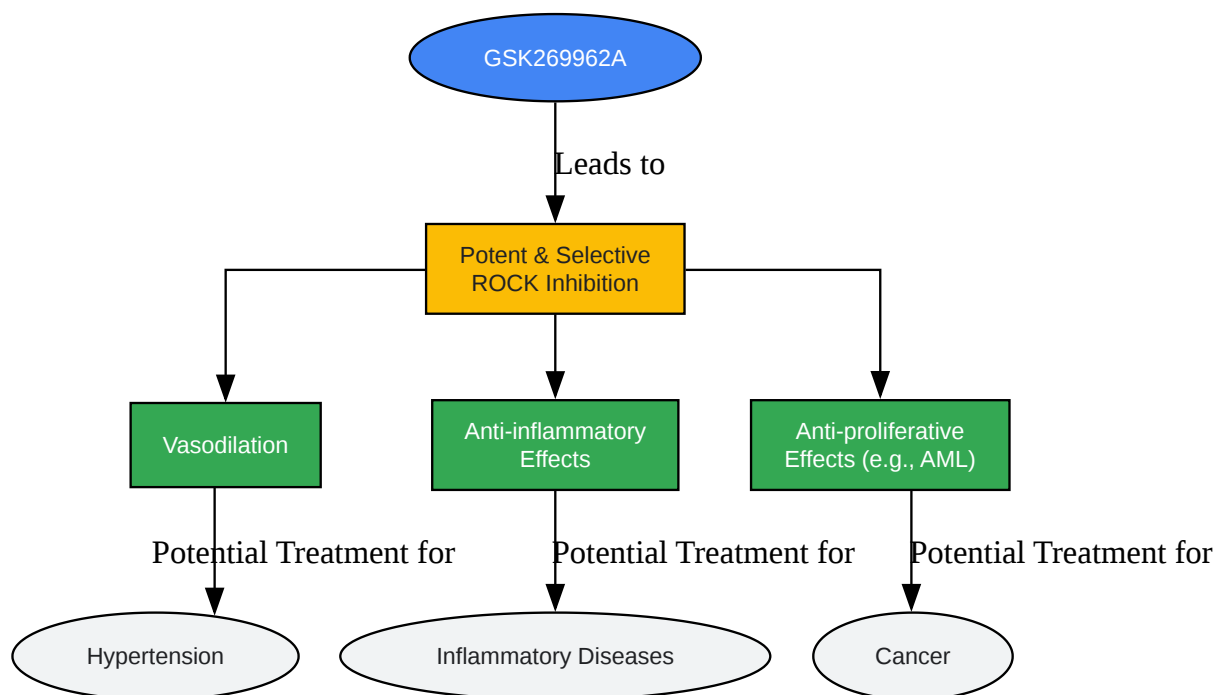 GSK269962A
Leads to
Potent & Selective
ROCK Inhibition
Vasodilation
Anti-inflammatory
Effects
Anti-proliferative
Effects (e.g., AML)
Potential Treatment for
Potential Treatment for
Potential Treatment for
Hypertension
Inflammatory Diseases
Cancer